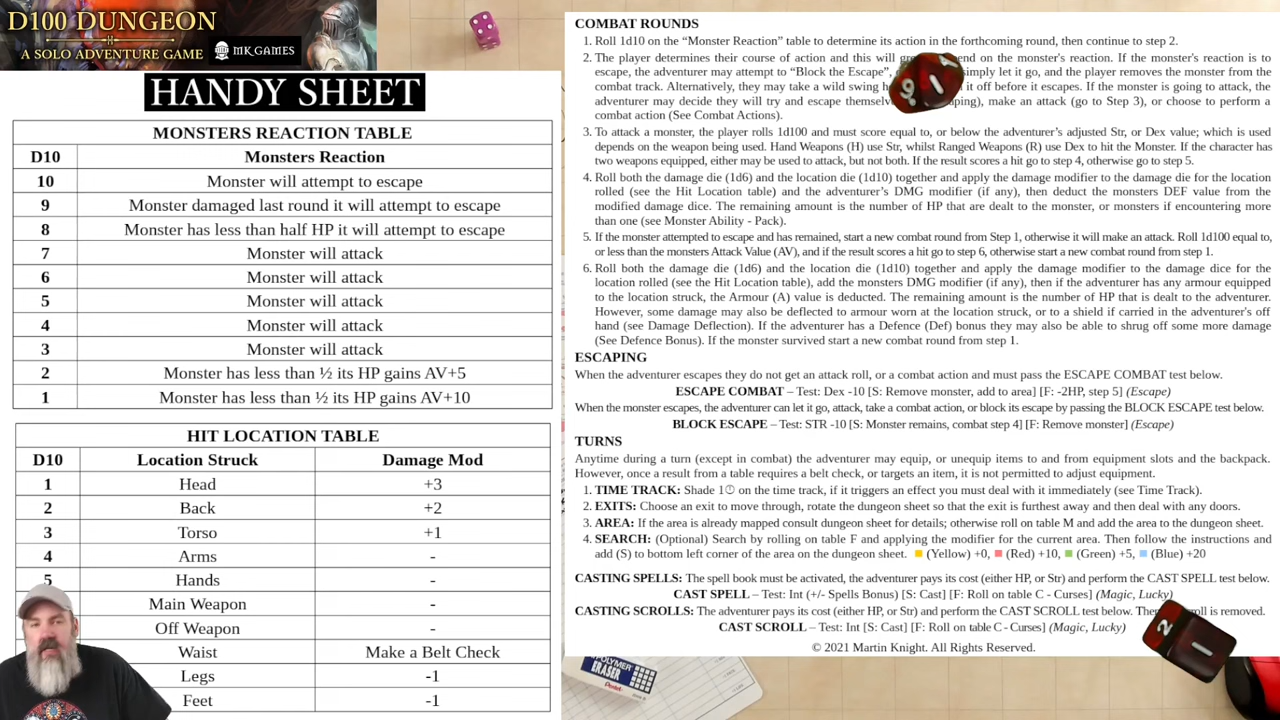 D100 DUNGEON
A SOLO ADVENTURE GAME
MK GAMES
HANDY SHEET
MONSTERS REACTION TABLE
D10 Monsters Reaction
10 Monster will attempt to escape
9 Monster damaged last round it will attempt to escape
8 Monster has less than half HP it will attempt to escape
7 Monster will attack
6 Monster will attack
5 Monster will attack
4 Monster will attack
3 Monster will attack
2 Monster has less than ½ its HP gains AV+5
1 Monster has less than ½ its HP gains AV+10
HIT LOCATION TABLE
D10 Location Struck Damage Mod
1 Head +3
2 Back +2
3 Torso +1
4 Arms -
5 Hands -
Main Weapon -
Off Weapon -
Waist Make a Belt Check
Legs -1
Feet -1
COMBAT ROUNDS
1. Roll 1d10 on the “Monster Reaction” table to determine its action in the forthcoming round, then continue to step 2.
2. The player determines their course of action and this will depend on the monster's reaction. If the monster's reaction is to
escape, the adventurer may attempt to “Block the Escape”, simply let it go, and the player removes the monster from the
combat track. Alternatively, they may take a wild swing it off before it escapes. If the monster is going to attack, the
adventurer may decide they will try and escape make an attack (go to Step 3), or choose to perform a
combat action (See Combat Actions).
3. To attack a monster, the player rolls 1d100 and must score equal to, or below the adventurer’s adjusted Str, or Dex value; which is used
depends on the weapon being used. Hand Weapons (H) use Str, whilst Ranged Weapons (R) use Dex to hit the Monster. If the character has
two weapons equipped, either may be used to attack, but not both. If the result scores a hit go to step 4, otherwise go to step 5.
4. Roll both the damage die (1d6) and the location die (1d10) together and apply the damage modifier to the damage die for the location
rolled (see the Hit Location table) and the adventurer’s DMG modifier (if any), then deduct the monsters DEF value from the
modified damage dice. The remaining amount is the number of HP that are dealt to the monster, or monsters if encountering more
than one (see Monster Ability - Pack).
5. If the monster attempted to escape and has remained, start a new combat round from Step 1, otherwise it will make an attack. Roll 1d100 equal to,
or less than the monsters Attack Value (AV), and if the result scores a hit go to step 6, otherwise start a new combat round from step 1.
6. Roll both the damage die (1d6) and the location die (1d10) together and apply the damage modifier to the damage dice for the
location rolled (see the Hit Location table), add the monsters DMG modifier (if any), then if the adventurer has any armour equipped
to the location struck, the Armour (A) value is deducted. The remaining amount is the number of HP that is dealt to the adventurer.
However, some damage may also be deflected to armour worn at the location struck, or to a shield if carried in the adventurer's off
hand (see Damage Deflection). If the adventurer has a Defence (Def) bonus they may also be able to shrug off some more damage
(See Defence Bonus). If the monster survived start a new combat round from step 1.
ESCAPING
When the adventurer escapes they do not get an attack roll, or a combat action and must pass the ESCAPE COMBAT test below.
ESCAPE COMBAT – Test: Dex -10 [S: Remove monster, add to area] [F: -2HP, step 5] (Escape)
When the monster escapes, the adventurer can let it go, attack, take a combat action, or block its escape by passing the BLOCK ESCAPE test below.
BLOCK ESCAPE – Test: STR -10 [S: Monster remains, combat step 4] [F: Remove monster] (Escape)
TURNS
Anytime during a turn (except in combat) the adventurer may equip, or unequip items to and from equipment slots and the backpack.
However, once a result from a table requires a belt check, or targets an item, it is not permitted to adjust equipment.
1. TIME TRACK: Shade 1 on the time track, if it triggers an effect you must deal with it immediately (see Time Track).
2. EXITS: Choose an exit to move through, rotate the dungeon sheet so that the exit is furthest away and then deal with any doors.
3. AREA: If the area is already mapped consult dungeon sheet for details; otherwise roll on table M and add the area to the dungeon sheet.
4. SEARCH: (Optional) Search by rolling on table F and applying the modifier for the current area. Then follow the instructions and
add (S) to bottom left corner of the area on the dungeon sheet. (Yellow) +0, (Red) +10, (Green) +5, (Blue) +20
CASTING SPELLS: The spell book must be activated, the adventurer pays its cost (either HP, or Str) and perform the CAST SPELL test below.
CAST SPELL – Test: Int (+/- Spells Bonus) [S: Cast] [F: Roll on table C - Curses] (Magic, Lucky)
CASTING SCROLLS: The adventurer pays its cost (either HP, or Str) and perform the CAST SCROLL test below. is removed.
CAST SCROLL – Test: Int [S: Cast] [F: Roll on table C - Curses] (Magic, Lucky)
© 2021 Martin Knight. All Rights Reserved.
POLYMER
ERASER
Pentel
9 1
2 1